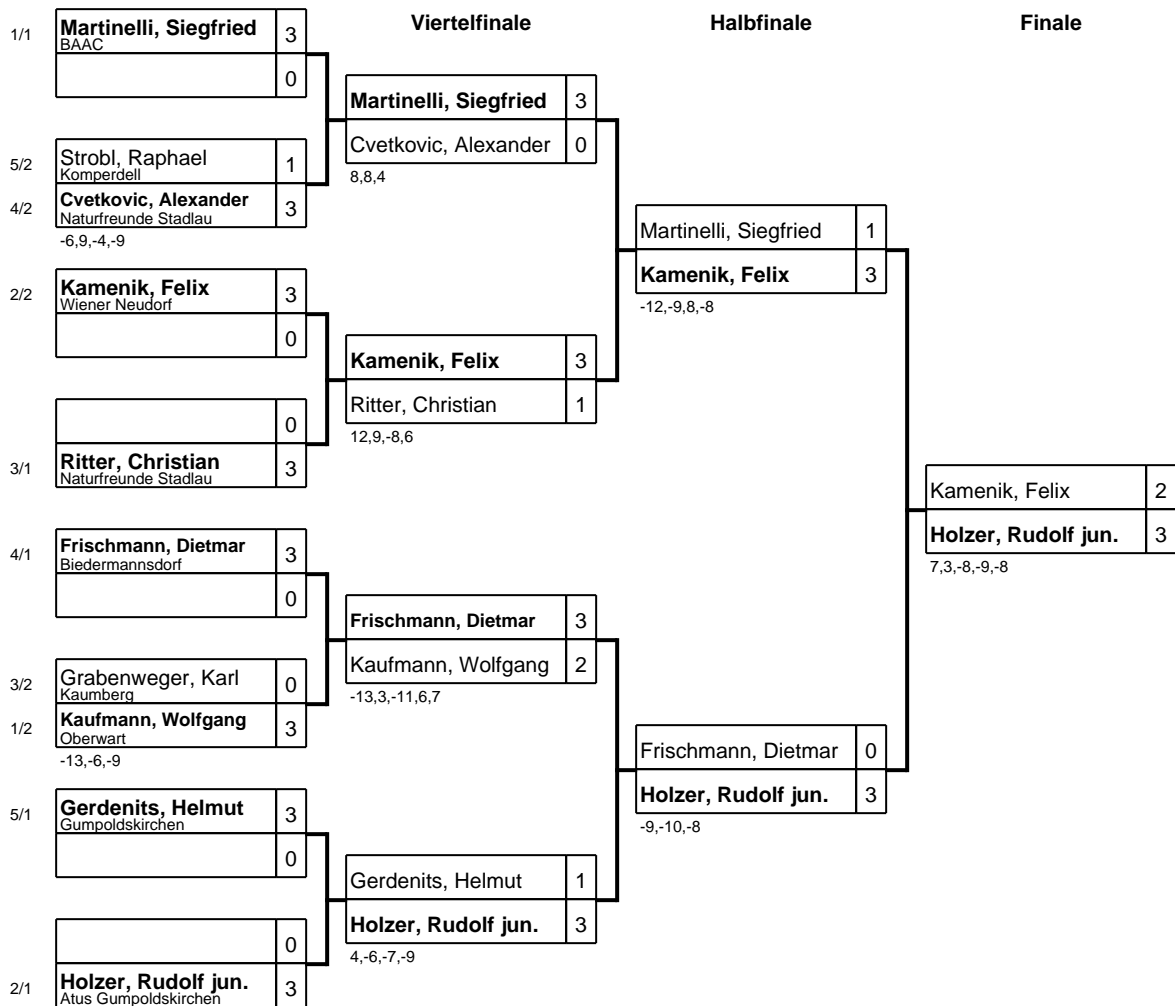 Viertelfinale
Halbfinale
Finale
1/1
Martinelli, Siegfried 3
BAAC
0
5/2
Strobl, Raphael 1
Komperdell
4/2
Cvetkovic, Alexander 3
Naturfreunde Stadlau
-6,9,-4,-9
2/2
Kamenik, Felix 3
Wiener Neudorf
0
0
3/1
Ritter, Christian 3
Naturfreunde Stadlau
4/1
Frischmann, Dietmar 3
Biedermannsdorf
0
3/2
Grabenweger, Karl 0
Kaumberg
1/2
Kaufmann, Wolfgang 3
Oberwart
-13,-6,-9
5/1
Gerdenits, Helmut 3
Gumpoldskirchen
0
0
2/1
Holzer, Rudolf jun. 3
Atus Gumpoldskirchen
Martinelli, Siegfried 3
Cvetkovic, Alexander 0
8,8,4
Kamenik, Felix 3
Ritter, Christian 1
12,9,-8,6
Frischmann, Dietmar 3
Kaufmann, Wolfgang 2
-13,3,-11,6,7
Gerdenits, Helmut 1
Holzer, Rudolf jun. 3
4,-6,-7,-9
Martinelli, Siegfried 1
Kamenik, Felix 3
-12,-9,8,-8
Frischmann, Dietmar 0
Holzer, Rudolf jun. 3
-9,-10,-8
Kamenik, Felix 2
Holzer, Rudolf jun. 3
7,3,-8,-9,-8